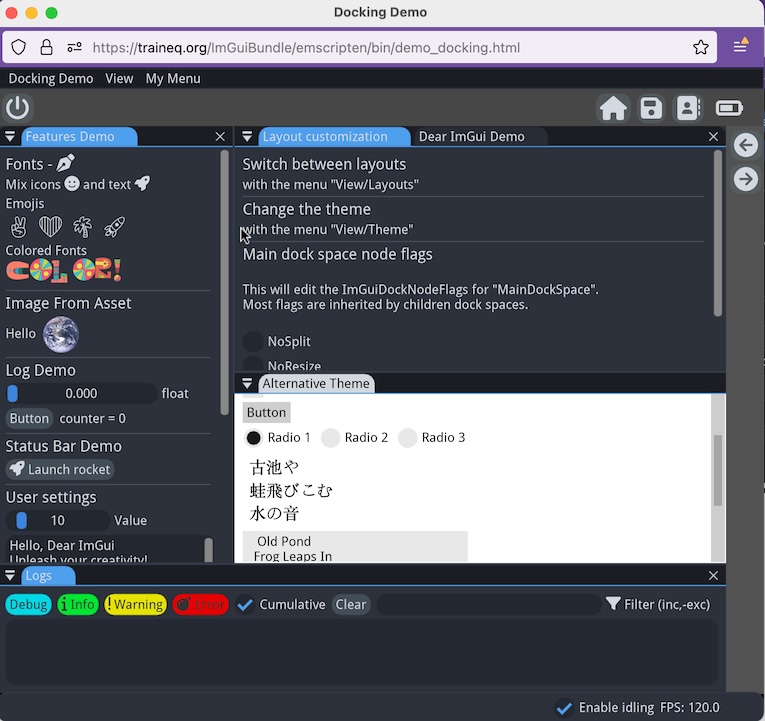 Docking Demo
https://traineq.org/ImGuiBundle/emscripten/bin/demo_docking.html
Docking Demo View My Menu
Features Demo
Fonts -
Mix icons and text
Emojis
Colored Fonts
COLOR!
Image From Asset
Hello
Log Demo
0.000 float
Button counter = 0
Status Bar Demo
Launch rocket
User settings
10 Value
Hello, Dear ImGui
Unleash your creativity!
Layout customization Dear ImGui Demo
Switch between layouts
with the menu "View/Layouts"
Change the theme
with the menu "View/Theme"
Main dock space node flags
This will edit the ImGuiDockNodeFlags for "MainDockSpace".
Most flags are inherited by children dock spaces.
NoSplit
NoResize
Alternative Theme
Button
Radio 1 Radio 2 Radio 3
古池や
蛙飛びこむ
水の音
Old Pond
Frog Leaps In
Logs
Debug Info Warning Error Cumulative Clear Filter (inc,-exc)
Enable idling FPS: 120.0